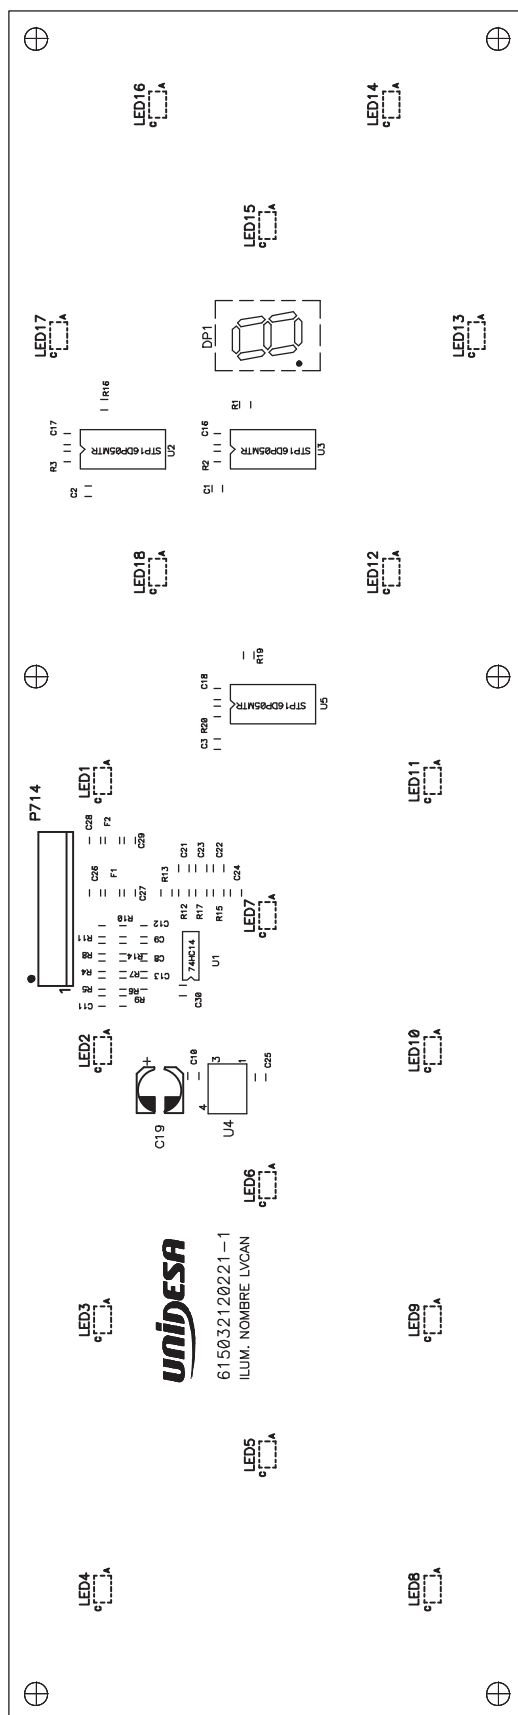 LED16
A
C
LED14
A
C
LED15
A
C
LED17
A
C
DP1
LED13
A
C
R16
R1
C17
R3
STP16DP05MTR
U2
C16
R2
STP16DP05MTR
U3
C2
C1
LED18
A
C
LED12
A
C
R19
C18
R20
STP16DP05MTR
U5
C3
LED1
A
C
LED11
A
C
P714
1
C28
F2
C29
C26
F1
C27
C21
C23
C22
C24
R13
R12
R17
R15
LED7
A
C
R10
C12
R11
C9
R8
R14
C8
R4
R7
C13
R5
R6
C11
R9
74HC14
U1
C30
LED2
A
C
LED10
A
C
+
C19
C10
3
1
4
U4
C25
LED6
A
C
UNIDESA
615032120221-1
ILUM. NOMBRE LVCAN
LED3
A
C
LED9
A
C
LED5
A
C
LED4
A
C
LED8
A
C